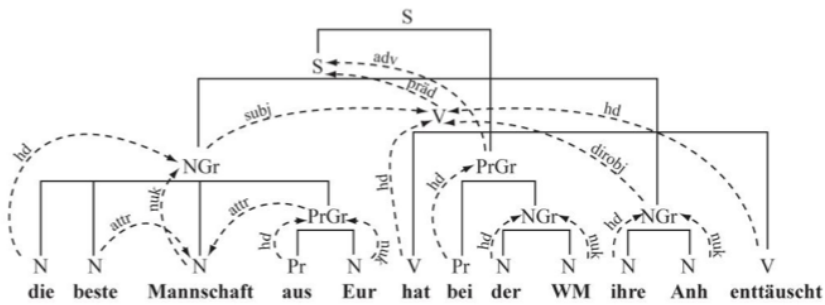 S
S adv
präd
hd subj V hd
NGr hd hd PrGr dirobj
attr nuk attr PrGr hd nuk hd NGr nuk hd NGr nuk
N N N Pr N V Pr N N N N V
die beste Mannschaft aus Eur hat bei der WM ihre Anh enttäuscht